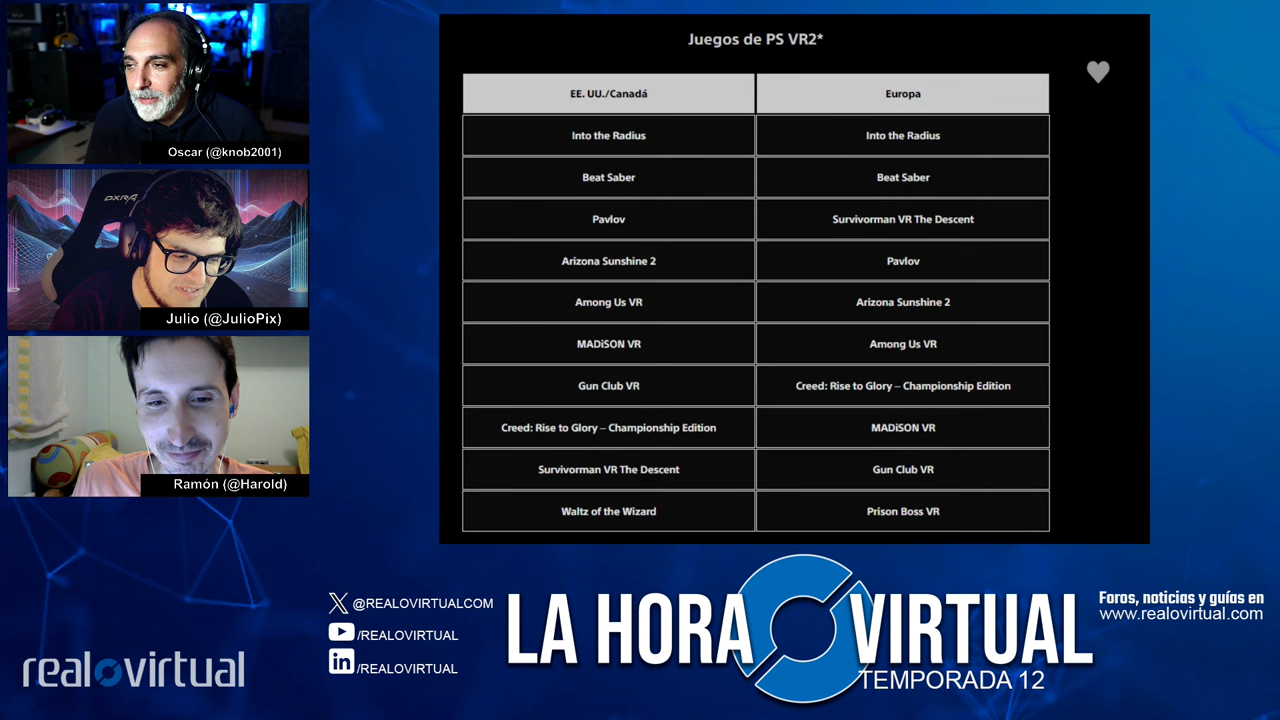 Juegos de PS VR2*
EE. UU./Canadá
Europa
Into the Radius
Into the Radius
Beat Saber
Beat Saber
Pavlov
Survivorman VR The Descent
Arizona Sunshine 2
Pavlov
Among Us VR
Arizona Sunshine 2
MADiSON VR
Among Us VR
Gun Club VR
Creed: Rise to Glory – Championship Edition
Creed: Rise to Glory – Championship Edition
MADiSON VR
Survivorman VR The Descent
Gun Club VR
Waltz of the Wizard
Prison Boss VR
Oscar (@knob2001)
DXRA
Julio (@JulioPix)
Ramón (@Harold)
realovirtual
@REALOVIRTUALCOM
/REALOVIRTUAL
in /REALOVIRTUAL
LA HORA VIRTUAL
TEMPORADA 12
Foros, noticias y guías en
www.realovirtual.com